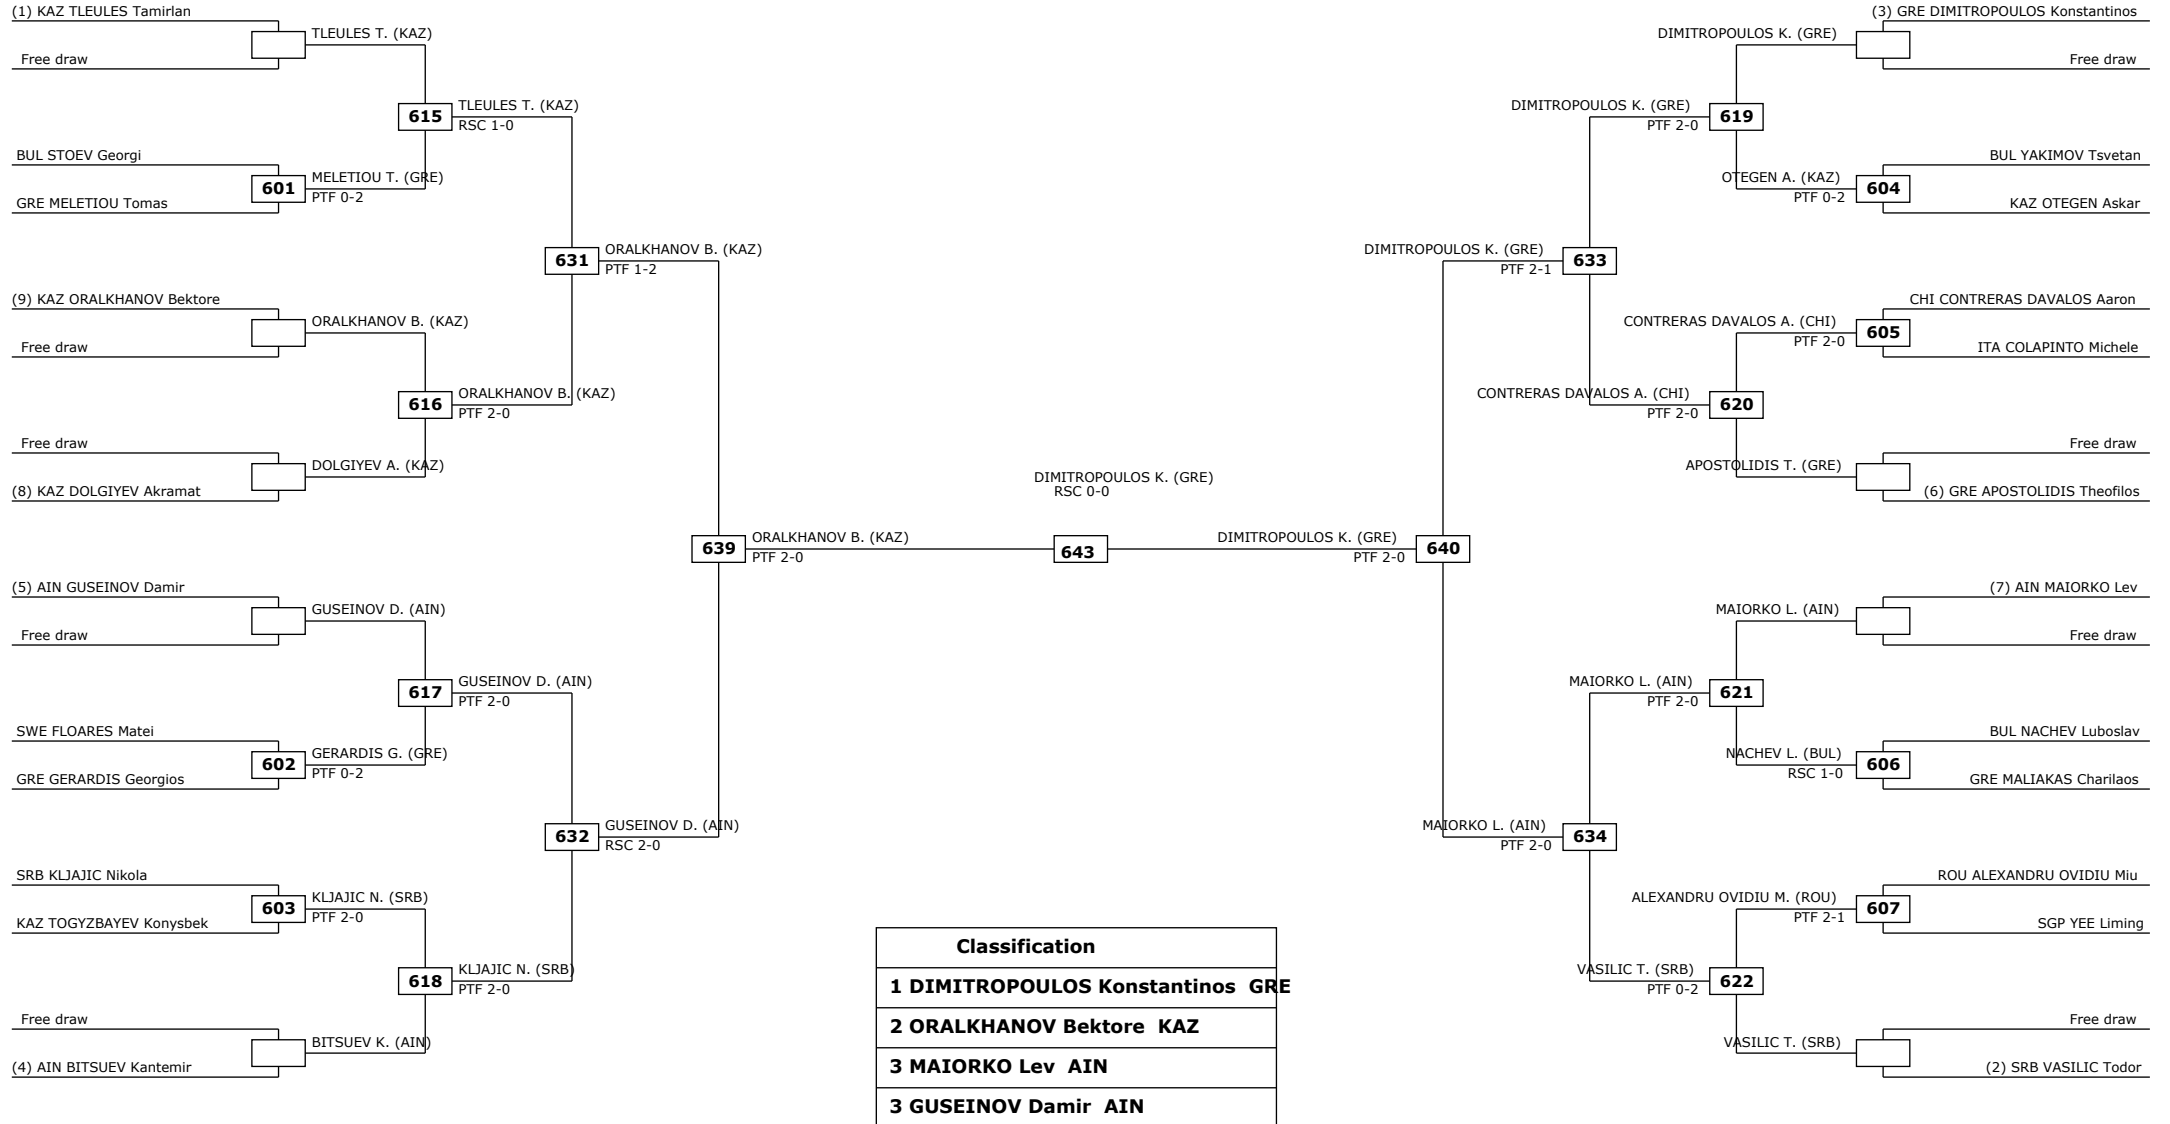 (1) KAZ TLEULES Tamirlan
TLEULES T. (KAZ)
Free draw
TLEULES T. (KAZ)
615
RSC 1-0
BUL STOEV Georgi
MELETIOU T. (GRE)
601
PTF 0-2
GRE MELETIOU Tomas
ORALKHANOV B. (KAZ)
631
PTF 1-2
(9) KAZ ORALKHANOV Bektore
ORALKHANOV B. (KAZ)
Free draw
ORALKHANOV B. (KAZ)
616
PTF 2-0
Free draw
DOLGIYEV A. (KAZ)
(8) KAZ DOLGIYEV Akramat
ORALKHANOV B. (KAZ)
639
PTF 2-0
(5) AIN GUSEINOV Damir
GUSEINOV D. (AIN)
Free draw
GUSEINOV D. (AIN)
617
PTF 2-0
SWE FLOARES Matei
GERARDIS G. (GRE)
602
PTF 0-2
GRE GERARDIS Georgios
GUSEINOV D. (AIN)
632
RSC 2-0
SRB KLJAJIC Nikola
KLJAJIC N. (SRB)
603
PTF 2-0
KAZ TOGYZBAYEV Konysbek
KLJAJIC N. (SRB)
618
PTF 2-0
Free draw
BITSUEV K. (AIN)
(4) AIN BITSUEV Kantemir
DIMITROPOULOS K. (GRE)
RSC 0-0
643
(3) GRE DIMITROPOULOS Konstantinos
DIMITROPOULOS K. (GRE)
Free draw
DIMITROPOULOS K. (GRE)
619
PTF 2-0
BUL YAKIMOV Tsvetan
OTEGEN A. (KAZ)
604
PTF 0-2
KAZ OTEGEN Askar
DIMITROPOULOS K. (GRE)
633
PTF 2-1
CHI CONTRERAS DAVALOS Aaron
CONTRERAS DAVALOS A. (CHI)
605
PTF 2-0
ITA COLAPINTO Michele
CONTRERAS DAVALOS A. (CHI)
620
PTF 2-0
Free draw
APOSTOLIDIS T. (GRE)
(6) GRE APOSTOLIDIS Theofilos
DIMITROPOULOS K. (GRE)
640
PTF 2-0
(7) AIN MAIORKO Lev
MAIORKO L. (AIN)
Free draw
MAIORKO L. (AIN)
621
PTF 2-0
BUL NACHEV Luboslav
NACHEV L. (BUL)
606
RSC 1-0
GRE MALIAKAS Charilaos
MAIORKO L. (AIN)
634
PTF 2-0
ROU ALEXANDRU OVIDIU Miu
ALEXANDRU OVIDIU M. (ROU)
607
PTF 2-1
SGP YEE Liming
VASILIC T. (SRB)
622
PTF 0-2
Free draw
VASILIC T. (SRB)
(2) SRB VASILIC Todor
Classification
1 DIMITROPOULOS Konstantinos GRE
2 ORALKHANOV Bektore KAZ
3 MAIORKO Lev AIN
3 GUSEINOV Damir AIN